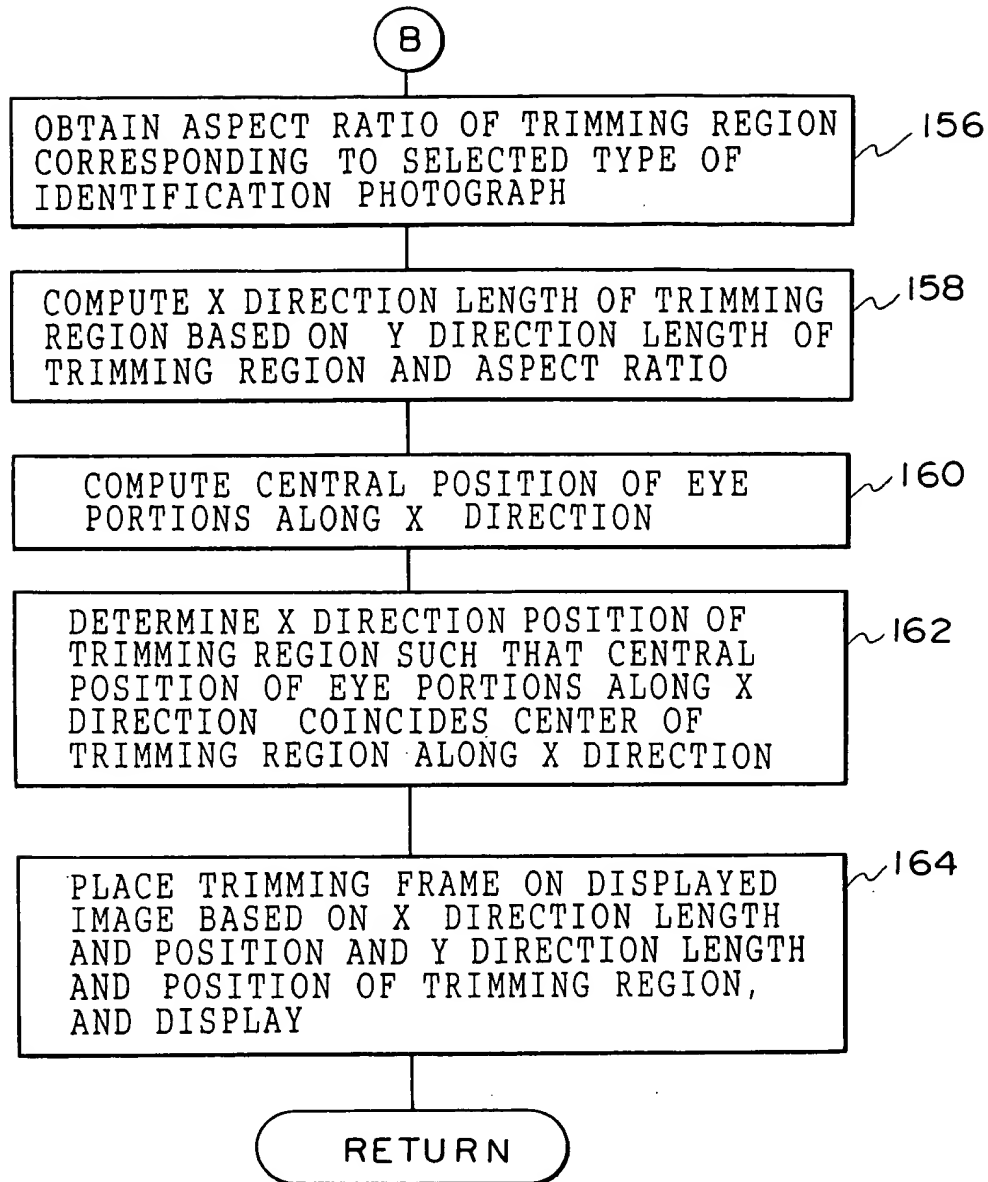 B
OBTAIN ASPECT RATIO OF TRIMMING REGION
CORRESPONDING TO SELECTED TYPE OF
IDENTIFICATION PHOTOGRAPH
156
COMPUTE X DIRECTION LENGTH OF TRIMMING
REGION BASED ON Y DIRECTION LENGTH OF
TRIMMING REGION AND ASPECT RATIO
158
COMPUTE CENTRAL POSITION OF EYE
PORTIONS ALONG X DIRECTION
160
DETERMINE X DIRECTION POSITION OF
TRIMMING REGION SUCH THAT CENTRAL
POSITION OF EYE PORTIONS ALONG X
DIRECTION COINCIDES CENTER OF
TRIMMING REGION ALONG X DIRECTION
162
PLACE TRIMMING FRAME ON DISPLAYED
IMAGE BASED ON X DIRECTION LENGTH
AND POSITION AND Y DIRECTION LENGTH
AND POSITION OF TRIMMING REGION,
AND DISPLAY
164
RETURN